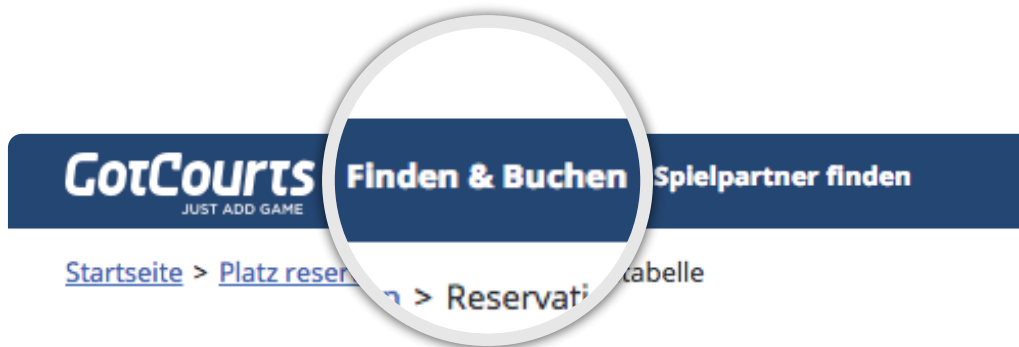 GotCourts Finden & Buchen Spielpartner finden
JUST ADD GAME
Startseite > Platz reser n > Reservati tabelle